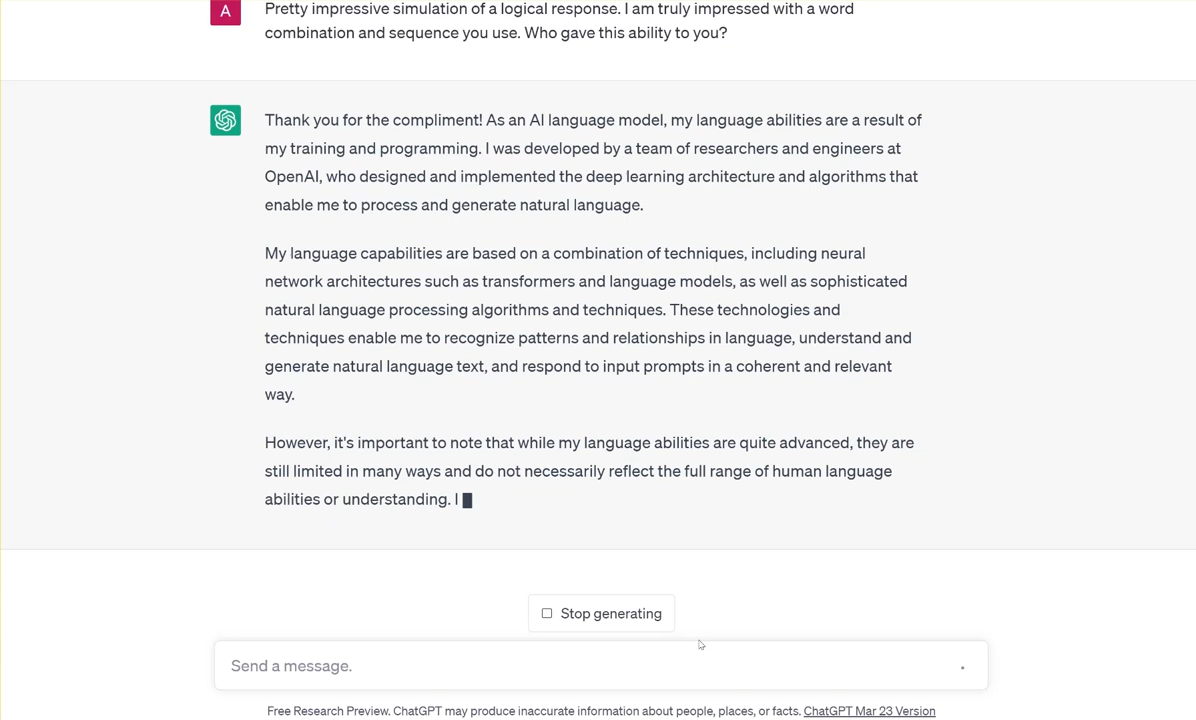 A
Pretty impressive simulation of a logical response. I am truly impressed with a word
combination and sequence you use. Who gave this ability to you?
Thank you for the compliment! As an AI language model, my language abilities are a result of
my training and programming. I was developed by a team of researchers and engineers at
OpenAI, who designed and implemented the deep learning architecture and algorithms that
enable me to process and generate natural language.
My language capabilities are based on a combination of techniques, including neural
network architectures such as transformers and language models, as well as sophisticated
natural language processing algorithms and techniques. These technologies and
techniques enable me to recognize patterns and relationships in language, understand and
generate natural language text, and respond to input prompts in a coherent and relevant
way.
However, it's important to note that while my language abilities are quite advanced, they are
still limited in many ways and do not necessarily reflect the full range of human language
abilities or understanding. I
Stop generating
Send a message.
Free Research Preview. ChatGPT may produce inaccurate information about people, places, or facts. ChatGPT Mar 23 Version